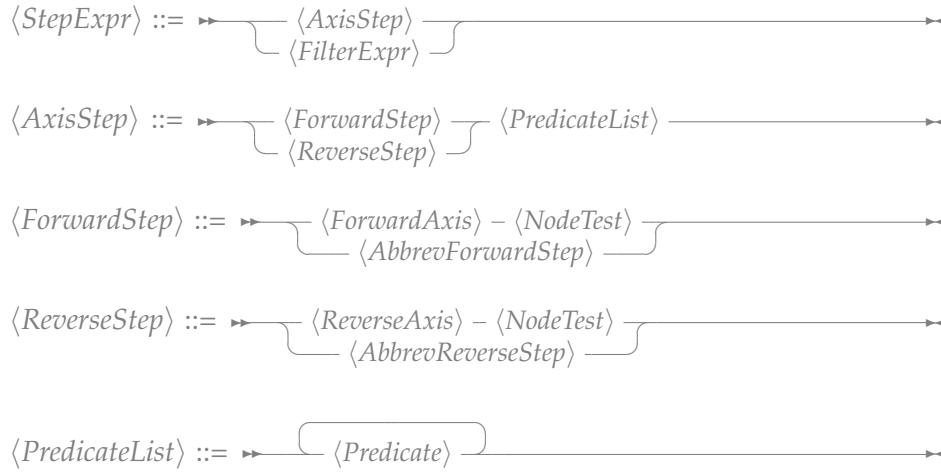 ⟨StepExpr⟩ ::= ⟨AxisStep⟩
⟨FilterExpr⟩
⟨AxisStep⟩ ::= ⟨ForwardStep⟩ ⟨PredicateList⟩
⟨ReverseStep⟩
⟨ForwardStep⟩ ::= ⟨ForwardAxis⟩ – ⟨NodeTest⟩
⟨AbbrevForwardStep⟩
⟨ReverseStep⟩ ::= ⟨ReverseAxis⟩ – ⟨NodeTest⟩
⟨AbbrevReverseStep⟩
⟨PredicateList⟩ ::= ⟨Predicate⟩